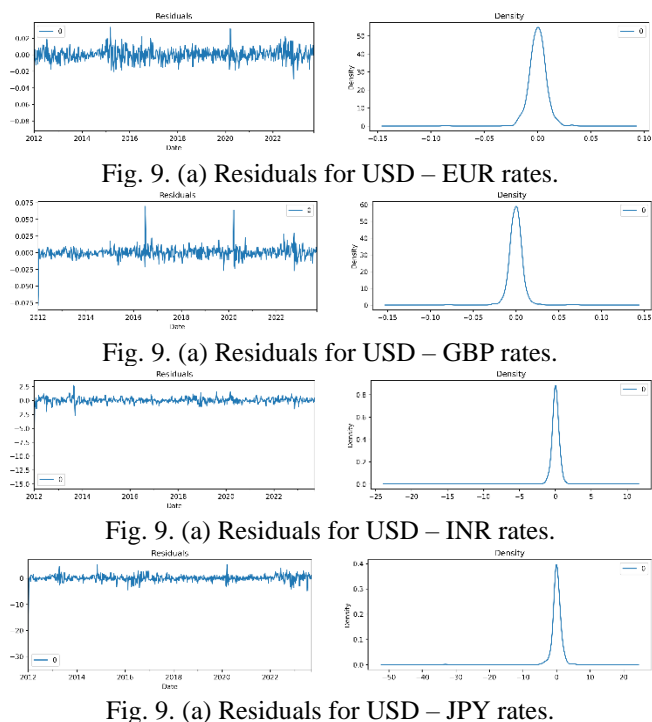 Residuals Density
0.02
0.00
−0.02
−0.04
−0.06
−0.08
0
2012 2014 2016 2018 2020 2022
Date
Density
50
40
30
20
10
0
0
−0.15 −0.10 −0.05 0.00 0.05 0.10
Fig. 9. (a) Residuals for USD – EUR rates.
Residuals Density
0.075
0.050
0.025
0.000
−0.025
−0.050
−0.075
0
2012 2014 2016 2018 2020 2022
Date
Density
60
50
40
30
20
10
0
0
−0.15 −0.10 −0.05 0.00 0.05 0.10 0.15
Fig. 9. (a) Residuals for USD – GBP rates.
Residuals Density
2.5
0.0
−2.5
−5.0
−7.5
−10.0
−12.5
−15.0
0
2012 2014 2016 2018 2020 2022
Date
Density
0.8
0.6
0.4
0.2
0.0
0
−25 −20 −15 −10 −5 0 5 10
Fig. 9. (a) Residuals for USD – INR rates.
Residuals Density
0
−10
−20
−30
0
2012 2014 2016 2018 2020 2022
Date
Density
0.4
0.3
0.2
0.1
0.0
0
−50 −40 −30 −20 −10 0 10 20
Fig. 9. (a) Residuals for USD – JPY rates.